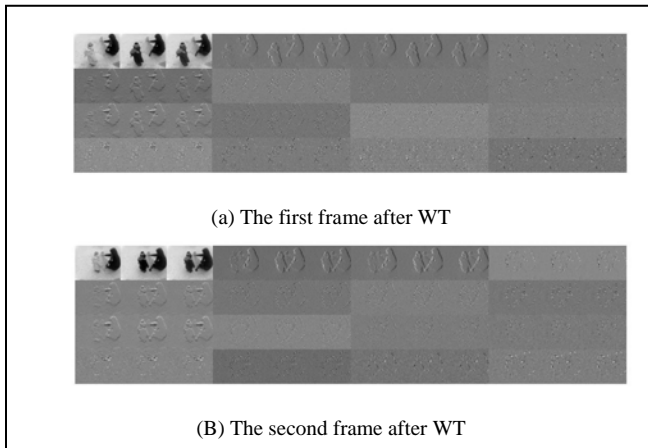 (a) The first frame after WT
(B) The second frame after WT